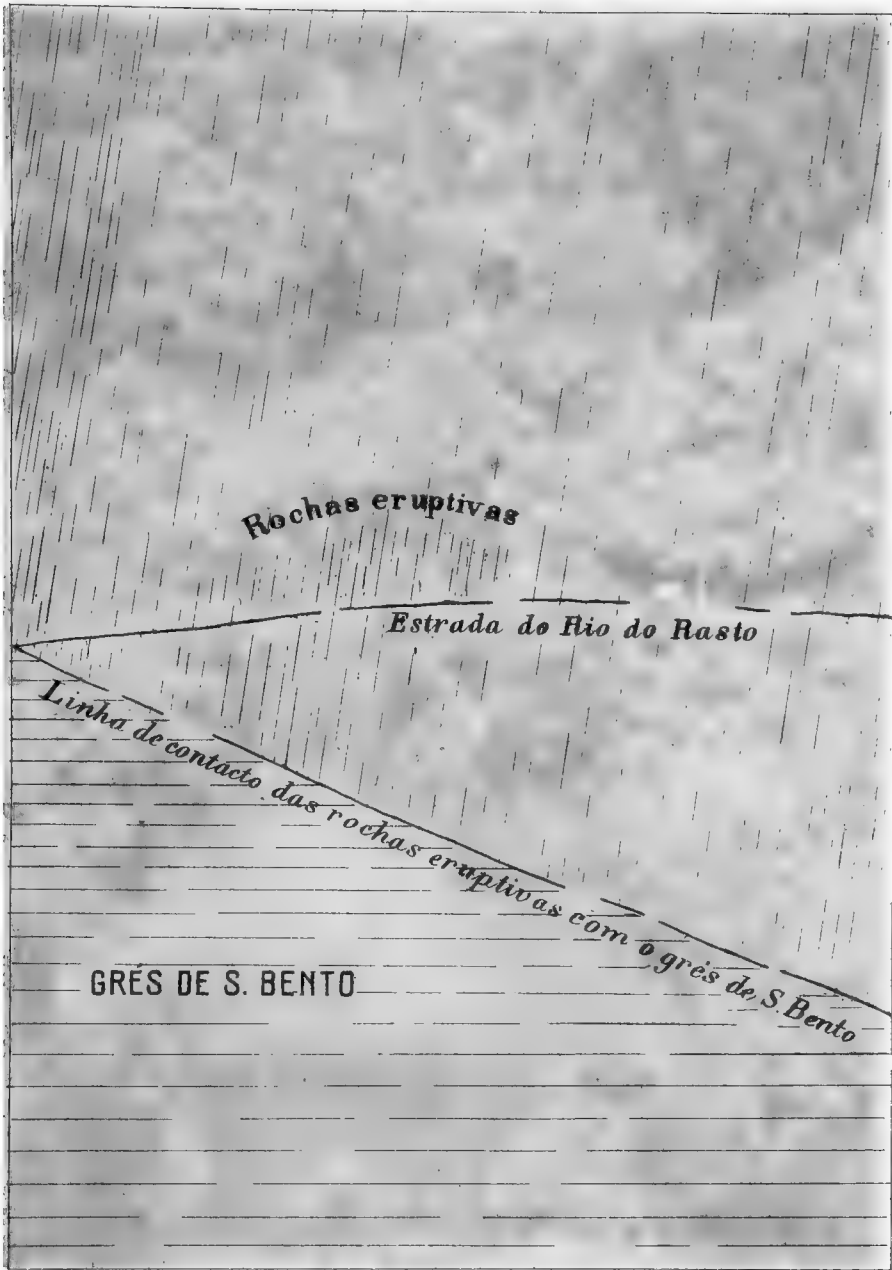 Rochas eruptivas
Estrada do Rio do Rasto
Linha de contacto das rochas eruptivas com o grés de S. Bento
GRÉS DE S. BENTO